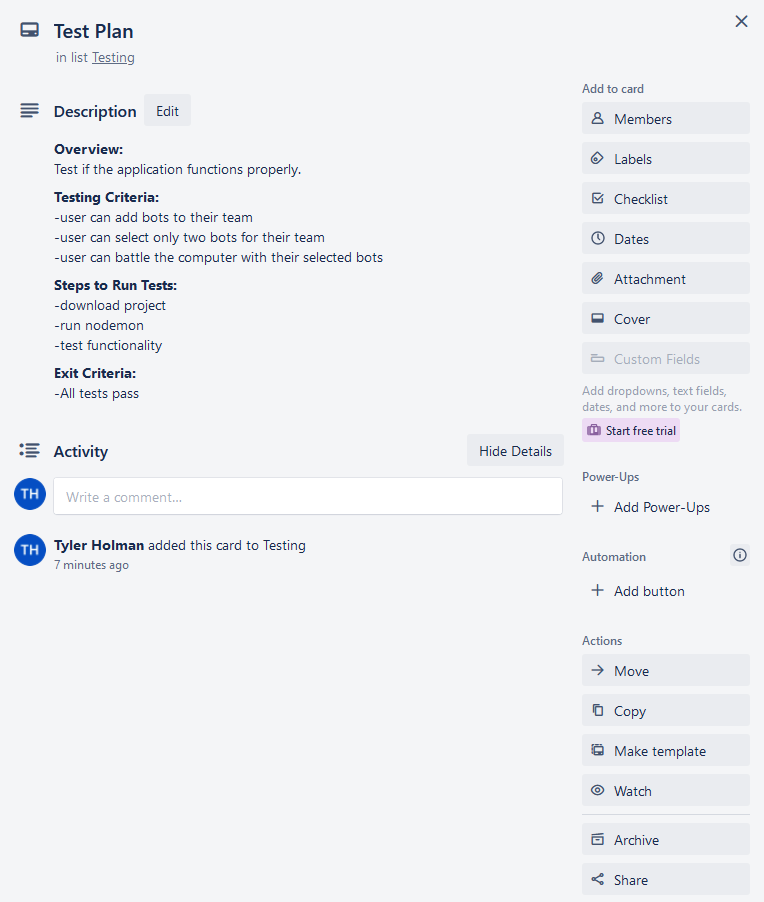 Test Plan
in list Testing
Description Edit
Overview:
Test if the application functions properly.
Testing Criteria:
-user can add bots to their team
-user can select only two bots for their team
-user can battle the computer with their selected bots
Steps to Run Tests:
-download project
-run nodemon
-test functionality
Exit Criteria:
-All tests pass
Activity Hide Details
TH Write a comment...
TH Tyler Holman added this card to Testing
7 minutes ago
Add to card
Members
Labels
Checklist
Dates
Attachment
Cover
Custom Fields
Add dropdowns, text fields,
dates, and more to your cards.
Start free trial
Power-Ups
Add Power-Ups
Automation
Add button
Actions
Move
Copy
Make template
Watch
Archive
Share